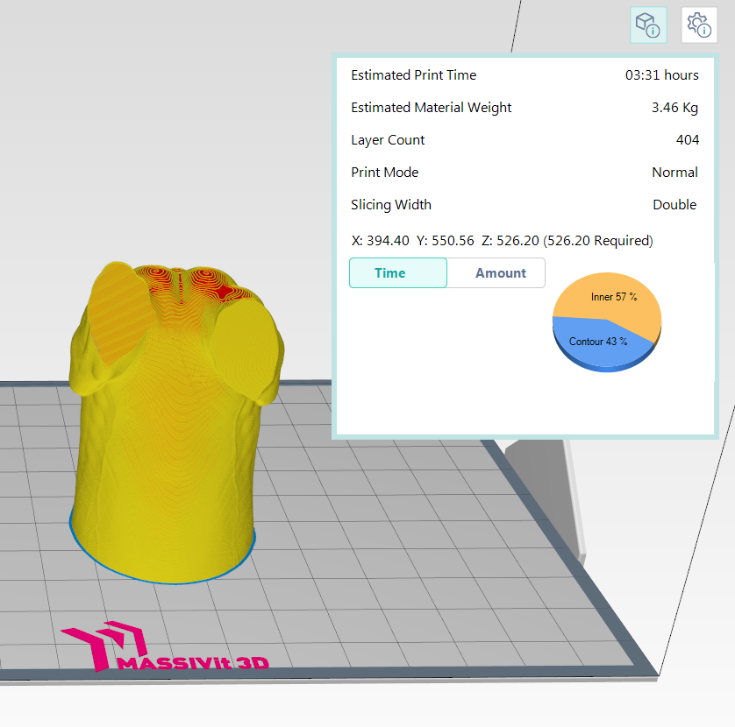 Estimated Print Time 03:31 hours
Estimated Material Weight 3.46 Kg
Layer Count 404
Print Mode Normal
Slicing Width Double
X: 394.40 Y: 550.56 Z: 526.20 (526.20 Required)
Time Amount
Inner 57 %
Contour 43 %
MASSIVit 3D